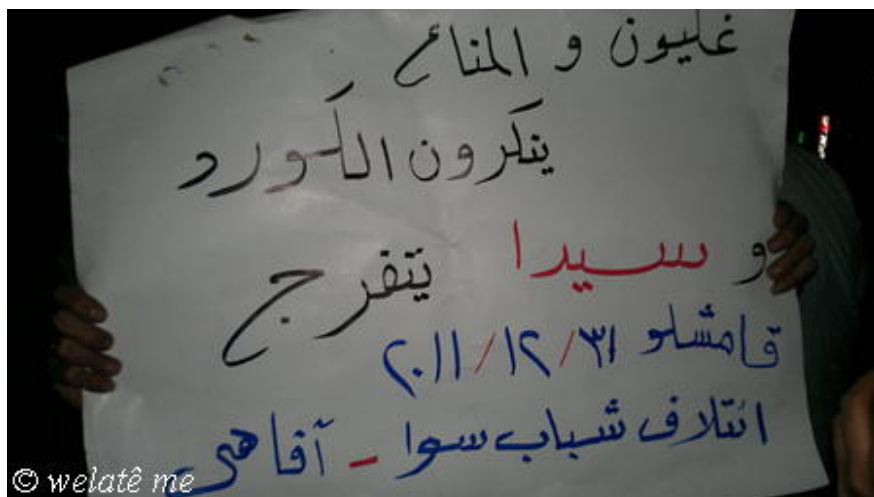 غليون و المناع
ينكرون الكورد
و سيدا يتفرج
قامشلو ٢٠١١/١٢/٣١
ائتلاف شباب سوا - آفاهي
© welatê me